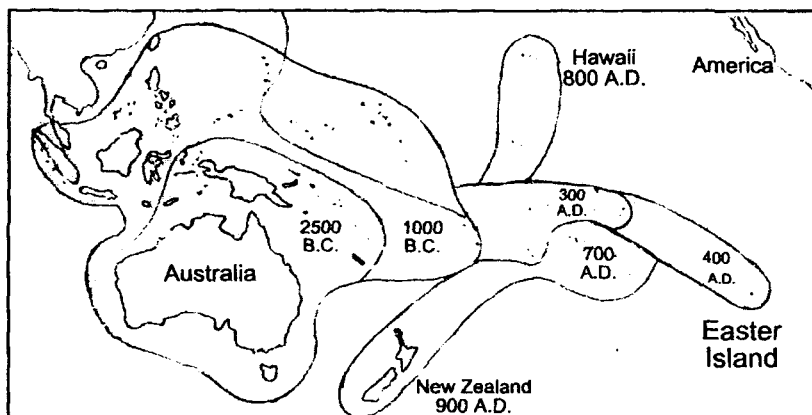 Hawaii
800 A.D.
America
2500
B.C.
1000
B.C.
300
A.D.
700
A.D.
400
A.D.
Australia
Easter
Island
New Zealand
900 A.D.